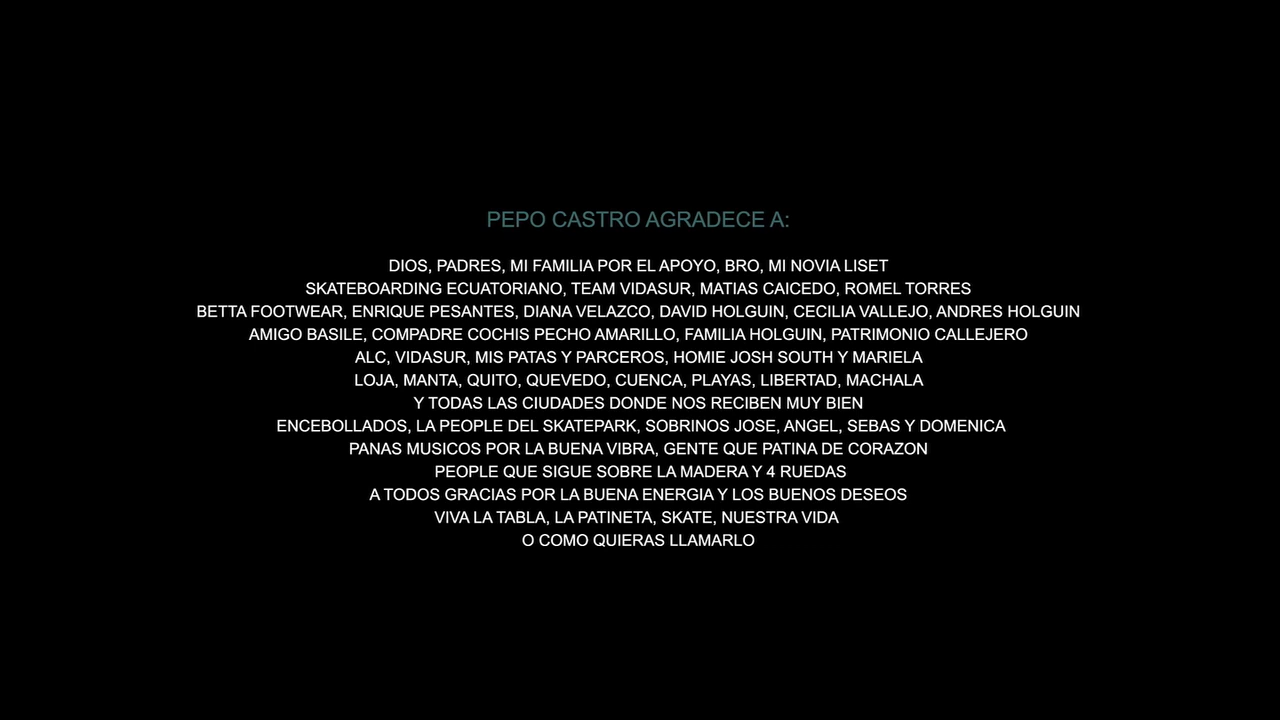 PEPO CASTRO AGRADECE A:
DIOS, PADRES, MI FAMILIA POR EL APOYO, BRO, MI NOVIA LISET
SKATEBOARDING ECUATORIANO, TEAM VIDASUR, MATIAS CAICEDO, ROMEL TORRES
BETTA FOOTWEAR, ENRIQUE PESANTES, DIANA VELAZCO, DAVID HOLGUIN, CECILIA VALLEJO, ANDRES HOLGUIN
AMIGO BASILE, COMPADRE COCHIS PECHO AMARILLO, FAMILIA HOLGUIN, PATRIMONIO CALLEJERO
ALC, VIDASUR, MIS PATAS Y PARCEROS, HOMIE JOSH SOUTH Y MARIELA
LOJA, MANTA, QUITO, QUEVEDO, CUENCA, PLAYAS, LIBERTAD, MACHALA
Y TODAS LAS CIUDADES DONDE NOS RECIBEN MUY BIEN
ENCEBOLLADOS, LA PEOPLE DEL SKATEPARK, SOBRINOS JOSE, ANGEL, SEBAS Y DOMENICA
PANAS MUSICOS POR LA BUENA VIBRA, GENTE QUE PATINA DE CORAZON
PEOPLE QUE SIGUE SOBRE LA MADERA Y 4 RUEDAS
A TODOS GRACIAS POR LA BUENA ENERGIA Y LOS BUENOS DESEOS
VIVA LA TABLA, LA PATINETA, SKATE, NUESTRA VIDA
O COMO QUIERAS LLAMARLO